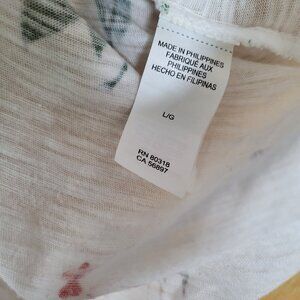 MADE IN PHILIPPINES
FABRIQUÉ AUX
PHILIPPINES
HECHO EN FILIPINAS
L/G
RN 80318
CA 56897